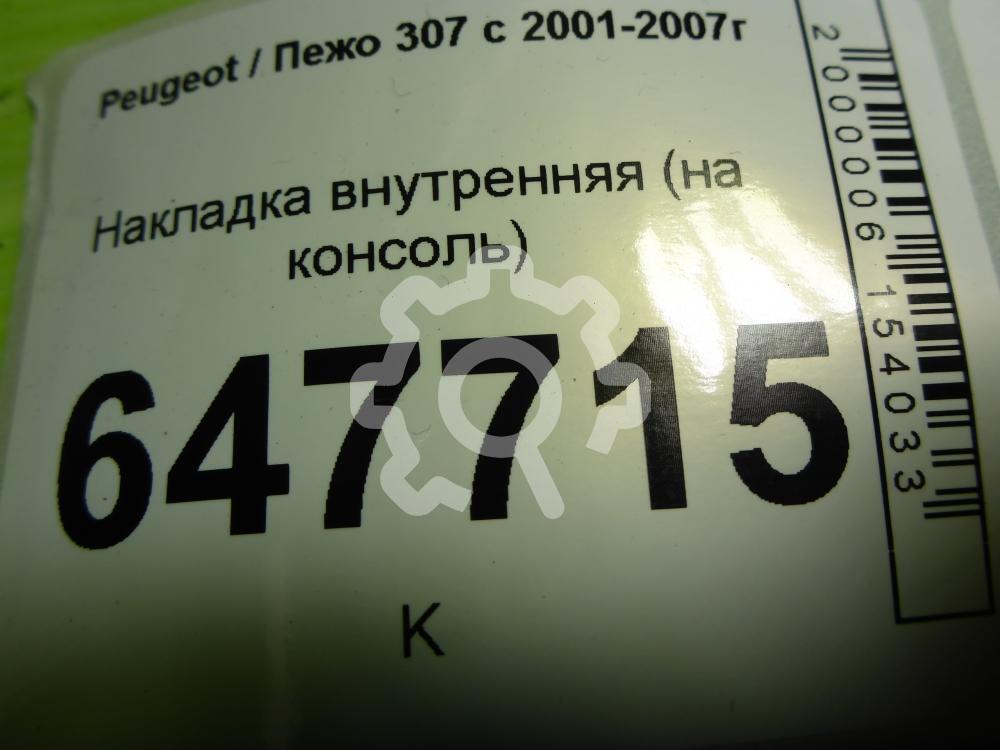 Peugeot / Пежо 307 с 2001-2007г
Накладка внутренняя (на
консоль)
647715
К
2000006154033